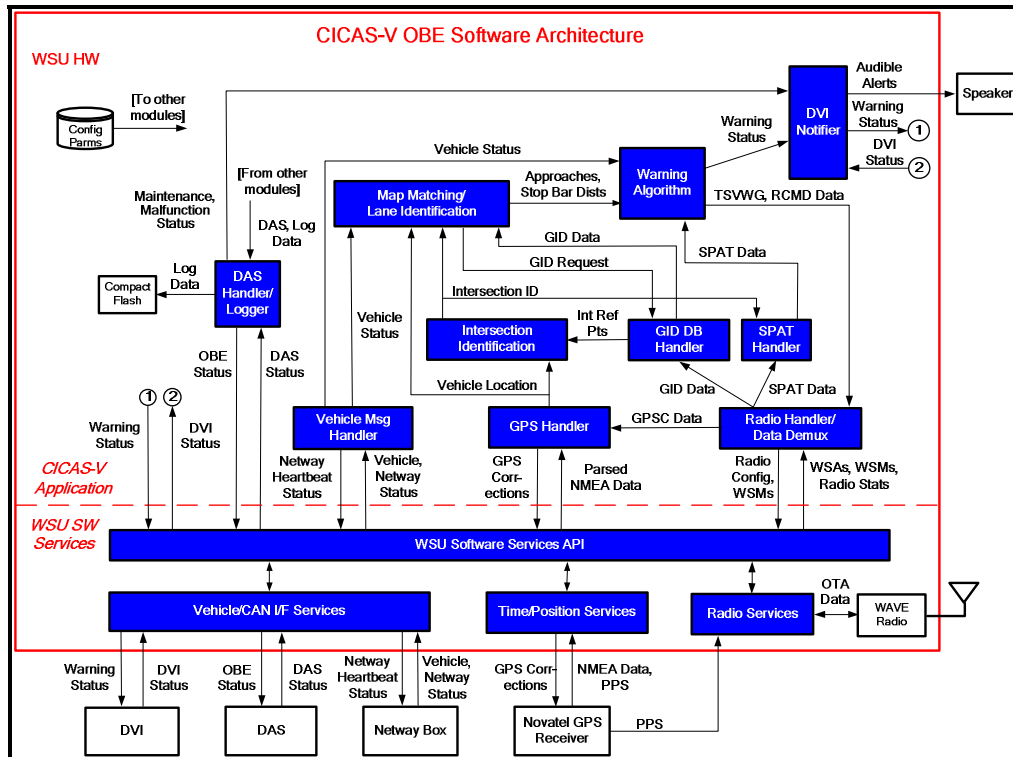 CICAS-V OBE Software Architecture
WSU HW
Config
Parms
[To other
modules]
Audible
Alerts
Speaker
DVI
Notifier
Warning
Status
1
DVI
Status
2
Warning
Status
Vehicle Status
Warning
Algorithm
[From other
modules]
Maintenance,
Malfunction
Status
Map Matching/
Lane Identification
Approaches,
Stop Bar Dists
TSVWG, RCMD Data
DAS, Log
Data
GID Data
SPAT Data
GID Request
Log
Data
Compact
Flash
DAS
Handler/
Logger
Intersection ID
Vehicle
Status
Intersection
Identification
Int Ref
Pts
GID DB
Handler
SPAT
Handler
OBE
Status
DAS
Status
Vehicle Location
GID Data
SPAT Data
1
2
Warning
Status
DVI
Status
Vehicle Msg
Handler
GPS Handler
GPSC Data
Radio Handler/
Data Demux
Netway
Heartbeat
Status
Vehicle,
Netway
Status
GPS
Corr-
ections
Parsed
NMEA Data
Radio
Config,
WSMs
WSAs, WSMs,
Radio Stats
CICAS-V
Application
WSU SW
Services
WSU Software Services API
Vehicle/CAN I/F Services
Time/Position Services
Radio Services
OTA
Data
WAVE
Radio
Warning
Status
DVI
Status
OBE
Status
DAS
Status
Netway
Heartbeat
Status
Vehicle,
Netway
Status
GPS Corr-
ections
NMEA Data,
PPS
DVI
DAS
Netway Box
Novatel GPS
Receiver
PPS